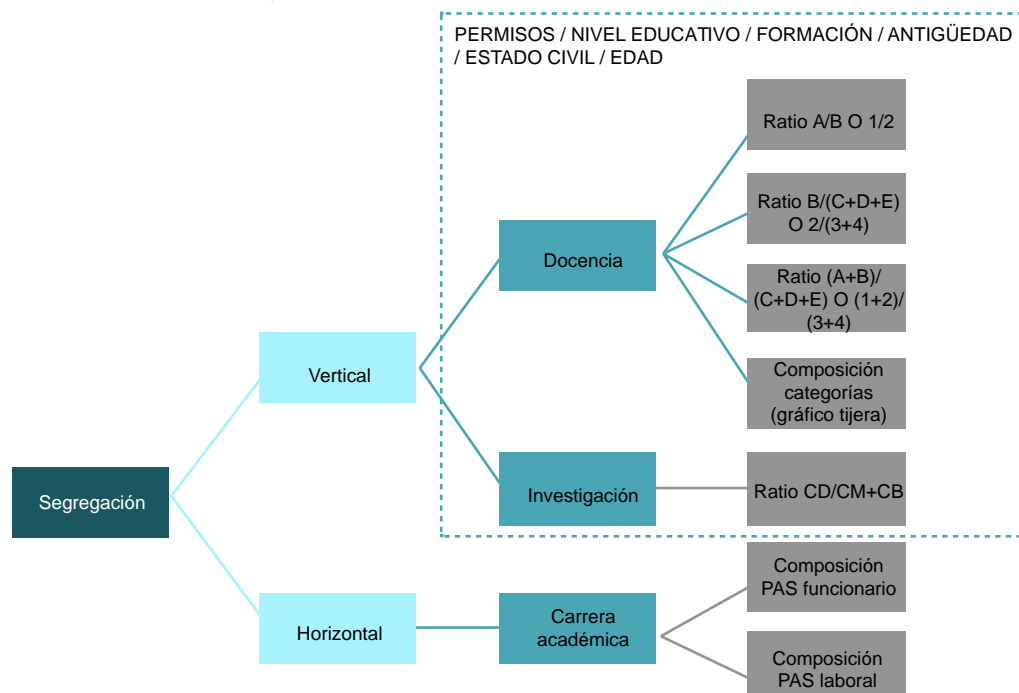 PERMISOS / NIVEL EDUCATIVO / FORMACIÓN / ANTIGÜEDAD
/ ESTADO CIVIL / EDAD
Ratio A/B O 1/2
Ratio B/(C+D+E)
O 2/(3+4)
Docencia
Ratio (A+B)/
(C+D+E) O (1+2)/
(3+4)
Vertical
Composición
categorías
(gráfico tijera)
Segregación
Investigación
Ratio CD/CM+CB
Composición
PAS funcionario
Horizontal
Carrera
académica
Composición
PAS laboral